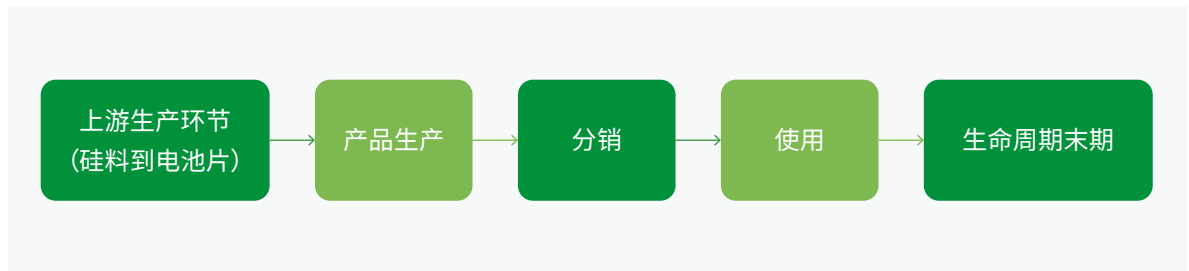 上游生产环节
（硅料到电池片）
产品生产
分销
使用
生命周期末期